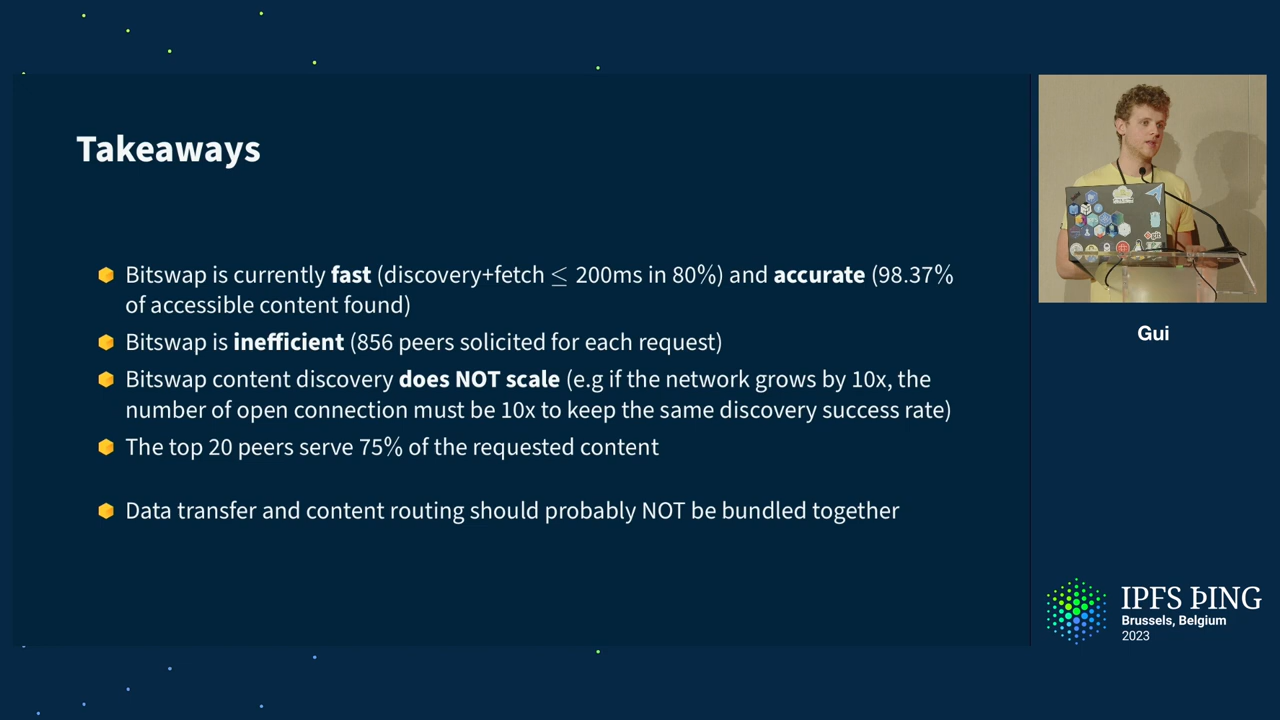 Takeaways
Bitswap is currently fast (discovery+fetch ≤ 200ms in 80%) and accurate (98.37%
of accessible content found)
Bitswap is inefficient (856 peers solicited for each request)
Bitswap content discovery does NOT scale (e.g if the network grows by 10x, the
number of open connection must be 10x to keep the same discovery success rate)
The top 20 peers serve 75% of the requested content
Data transfer and content routing should probably NOT be bundled together
git
Gui
IPFS ÞING
Brussels, Belgium
2023